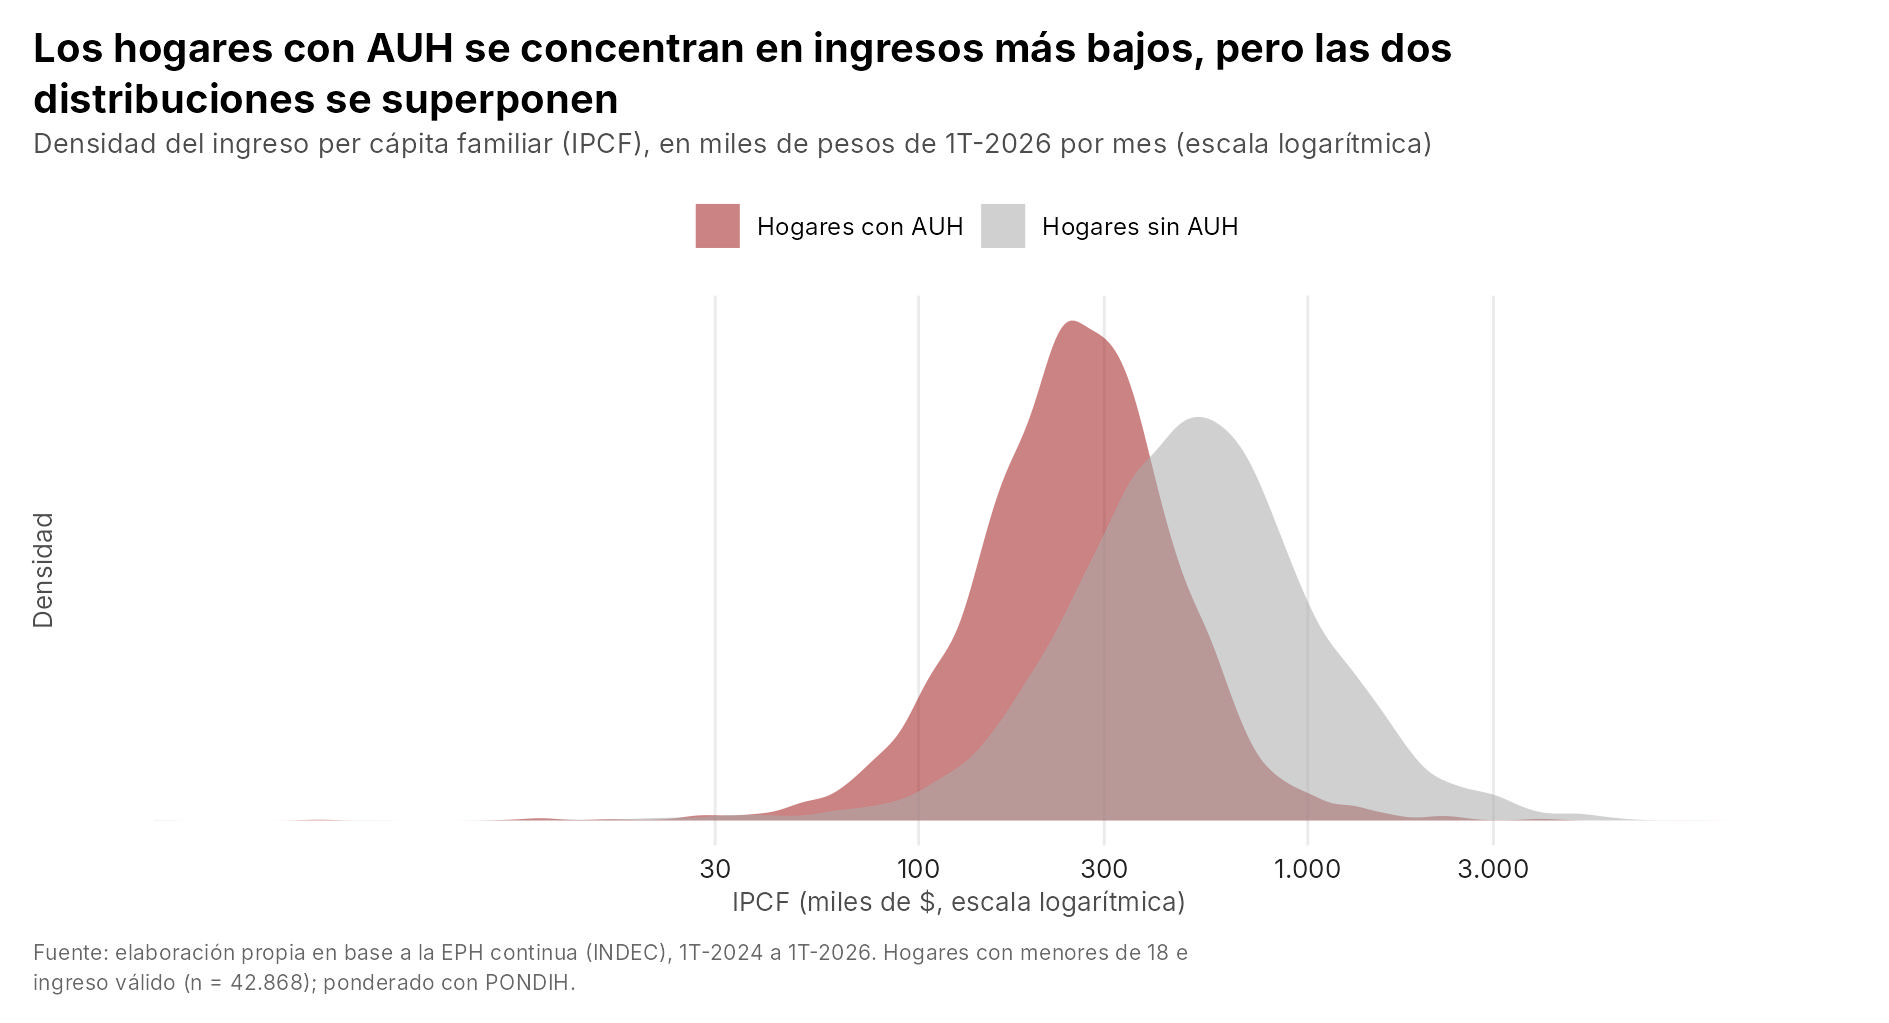 Los hogares con AUH se concentran en ingresos más bajos, pero las dos
distribuciones se superponen
Densidad del ingreso per cápita familiar (IPCF), en miles de pesos de 1T-2026 por mes (escala logarítmica)
Hogares con AUH
Hogares sin AUH
Densidad
30
100
300
1.000
3.000
IPCF (miles de $, escala logarítmica)
Fuente: elaboración propia en base a la EPH continua (INDEC), 1T-2024 a 1T-2026. Hogares con menores de 18 e
ingreso válido (n = 42.868); ponderado con PONDIH.